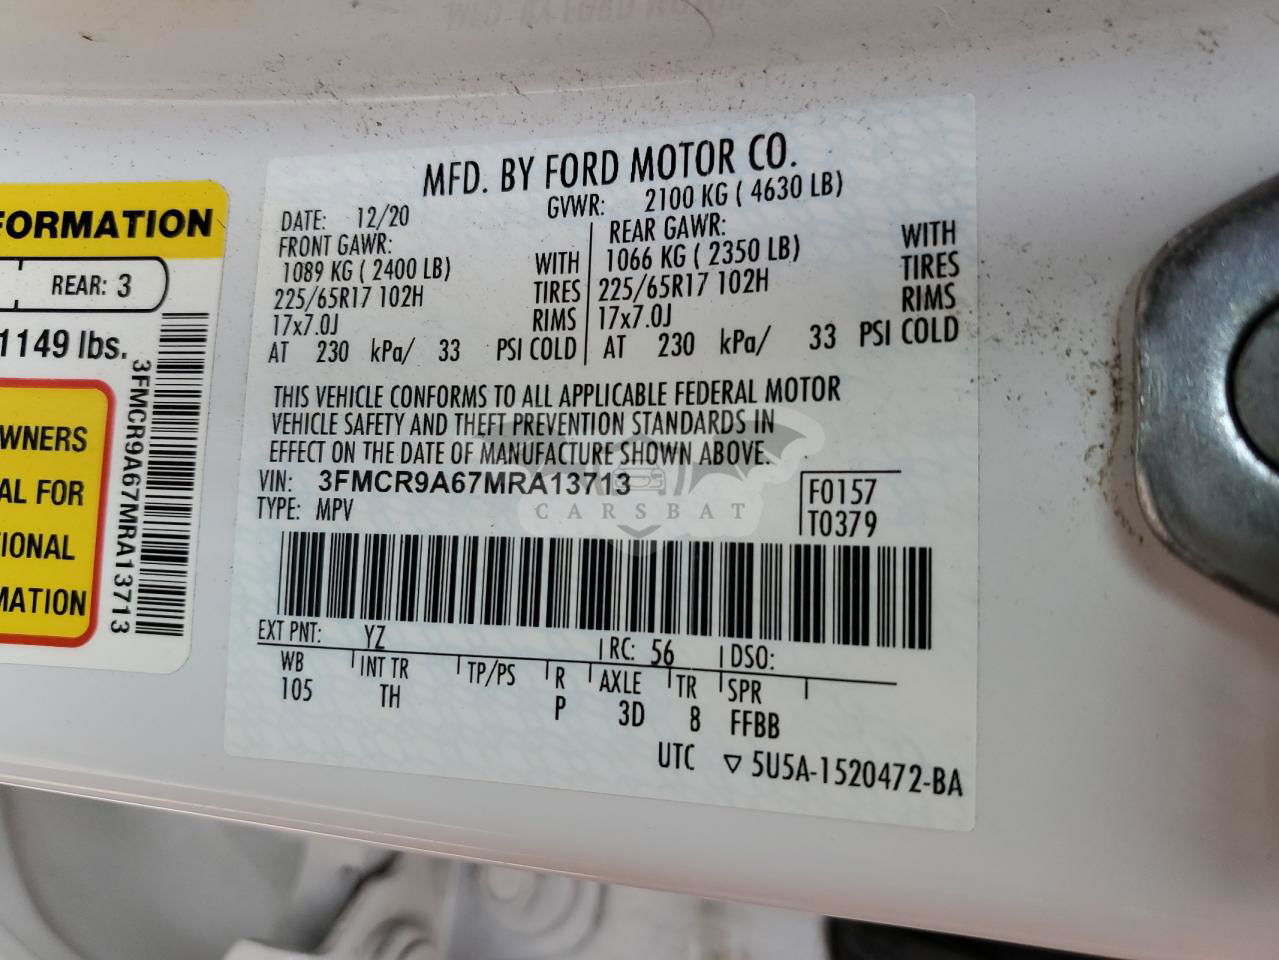 FORMATION
REAR: 3
1149 lbs.
3FMCR9A67MRA13713
WNERS
AL FOR
IONAL
MATION
MFD. BY FORD MOTOR CO.
DATE: 12/20 GVWR: 2100 KG ( 4630 LB)
FRONT GAWR: REAR GAWR:
1089 KG ( 2400 LB) WITH 1066 KG ( 2350 LB) WITH
225/65R17 102H TIRES 225/65R17 102H TIRES
17x7.0J RIMS 17x7.0J RIMS
AT 230 kPa/ 33 PSI COLD AT 230 kPa/ 33 PSI COLD
THIS VEHICLE CONFORMS TO ALL APPLICABLE FEDERAL MOTOR
VEHICLE SAFETY AND THEFT PREVENTION STANDARDS IN
EFFECT ON THE DATE OF MANUFACTURE SHOWN ABOVE.
VIN: 3FMCR9A67MRA13713 F0157
TYPE: MPV T0379
CARSBAT
EXT PNT: YZ RC: 56 DSO:
WB INT TR TP/PS R AXLE TR SPR
105 TH P 3D 8 FFBB
UTC ▽ 5U5A-1520472-BA